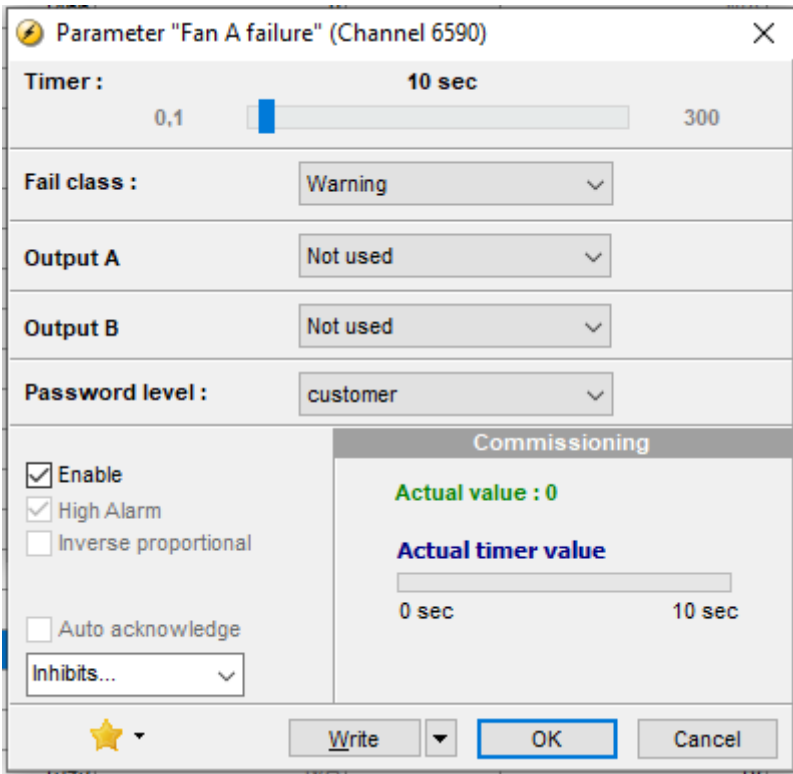 Parameter "Fan A failure" (Channel 6590)
Timer : 10 sec
0,1 300
Fail class : Warning
Output A Not used
Output B Not used
Password level : customer
Commissioning
Enable
Actual value : 0
High Alarm
Inverse proportional
Actual timer value
0 sec 10 sec
Auto acknowledge
Inhibits...
Write OK Cancel